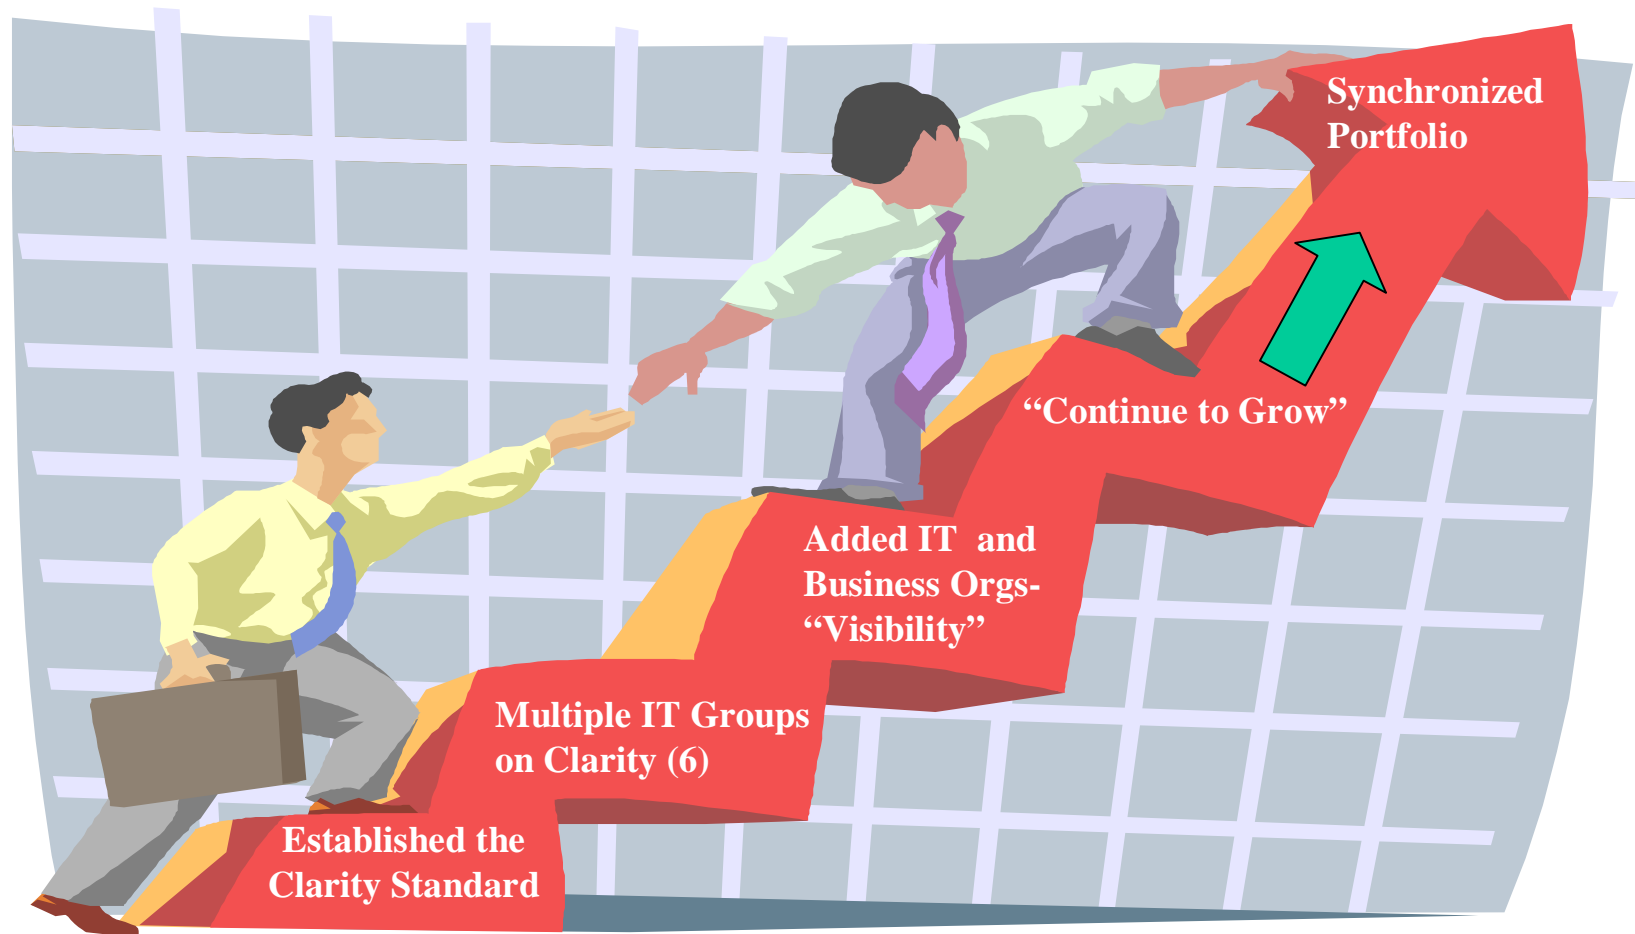 Synchronized
Portfolio
“Continue to Grow”
Added IT  and
Business Orgs-
“Visibility”
Multiple IT Groups
on Clarity (6)
Established the
Clarity Standard